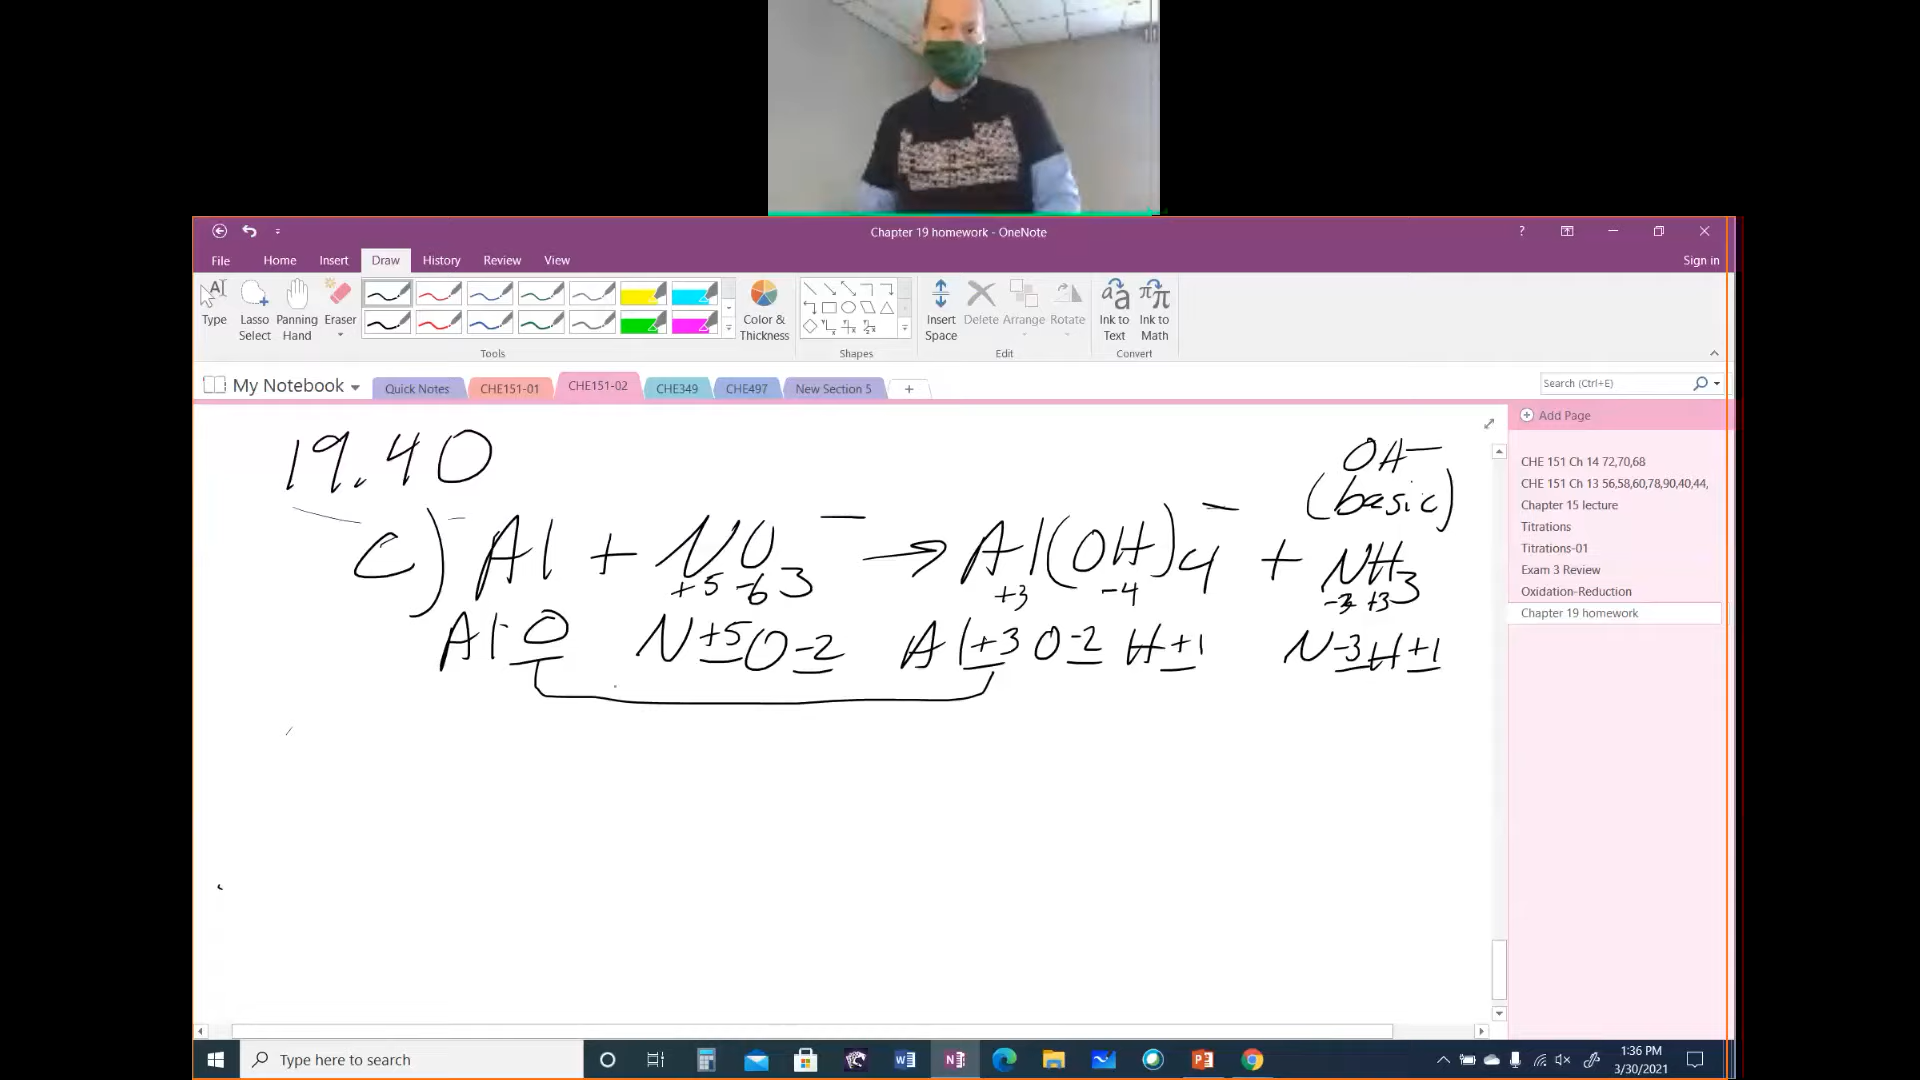 Chapter 19 homework - OneNote
?
File Home Insert Draw History Review View
Sign in
Type
Lasso Select
Panning Hand
Eraser
Color & Thickness
Insert Space
Delete
Arrange
Rotate
Ink to Text
Ink to Math
Tools
Shapes
Edit
Convert
My Notebook
Quick Notes CHE151-01 CHE151-02 CHE349 CHE497 New Section 5 +
Search (Ctrl+E)
Add Page
CHE 151 Ch 14 72,70,68
CHE 151 Ch 13 56,58,60,78,90,40,44,
Chapter 15 lecture
Titrations
Titrations-01
Exam 3 Review
Oxidation-Reduction
Chapter 19 homework
19.40
OH-
(basic)
c) Al + NO3 - → Al(OH)4 - + NH3
+5 -6 +3 -4 -3 +3
Al-0 N+5 O-2 Al+3 O-2 H+1 N-3 H+1
Type here to search
1:36 PM
3/30/2021